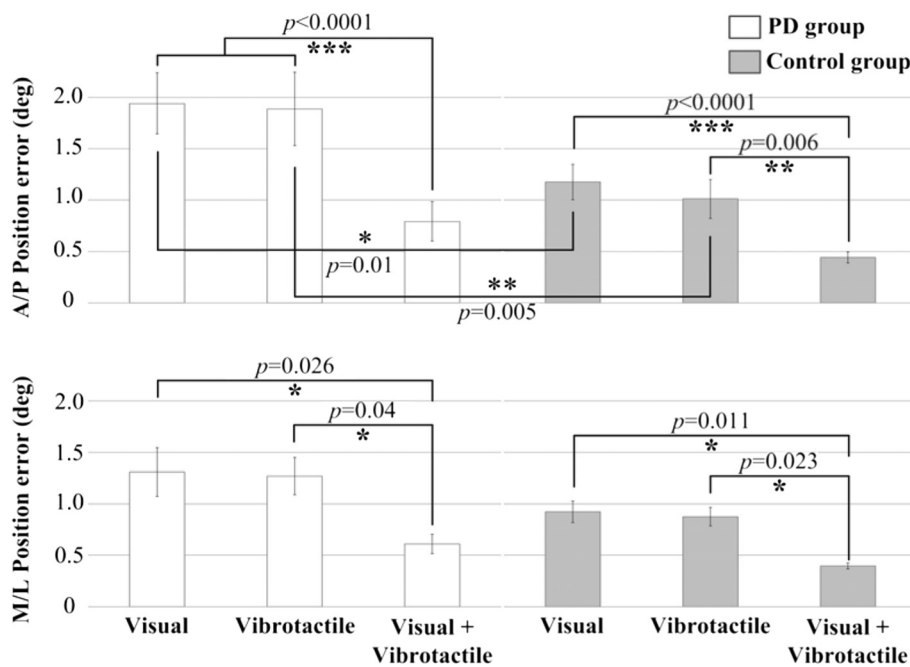 p<0.0001
***
PD group
Control group
A/P Position error (deg)
2.0
1.5
1.0
0.5
0
p<0.0001
***
p=0.006
**
*
p=0.01
**
p=0.005
M/L Position error (deg)
2.0
1.5
1.0
0.5
0
p=0.026
*
p=0.04
*
p=0.011
*
p=0.023
*
Visual
Vibrotactile
Visual +
Vibrotactile
Visual
Vibrotactile
Visual +
Vibrotactile